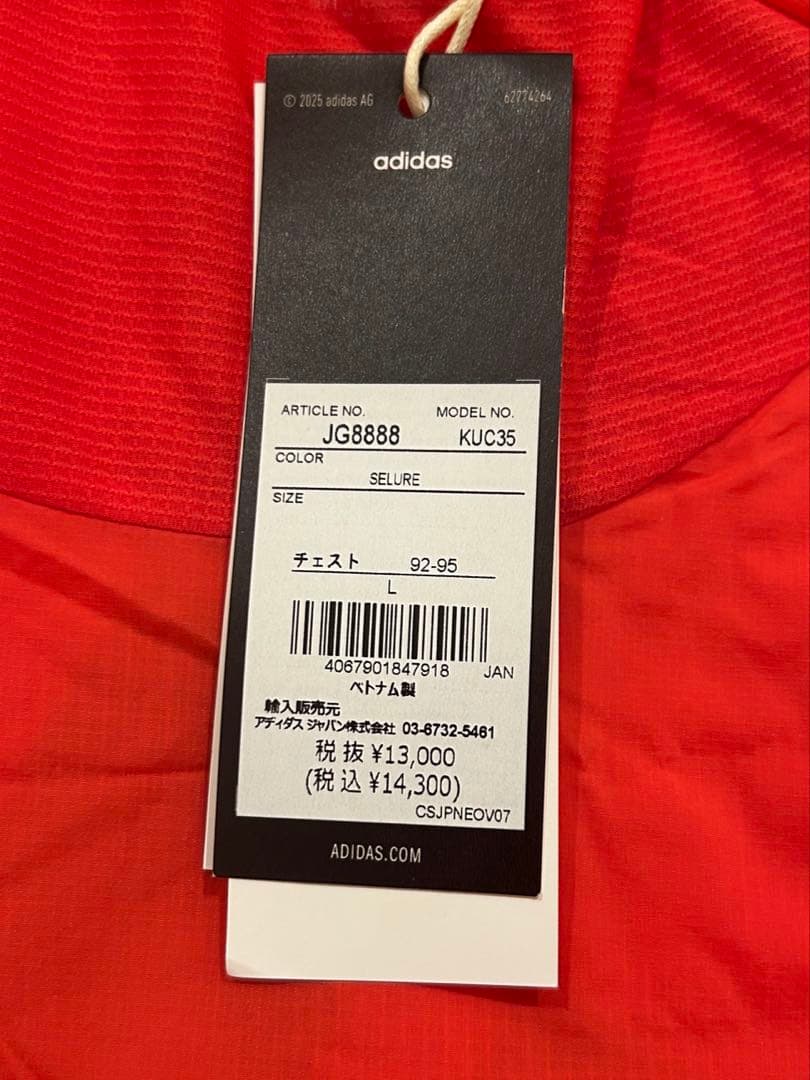 © 2025 adidas AG 62774264
adidas
ARTICLE NO. MODEL NO.
JG8888 KUC35
COLOR
SELURE
SIZE
チェスト 92-95
L
4067901847918 JAN
ベトナム製
輸入販売元
アディダス ジャパン株式会社 03-6732-5461
税抜 ¥13,000
(税込 ¥14,300)
CSJPNEOV07
ADIDAS.COM